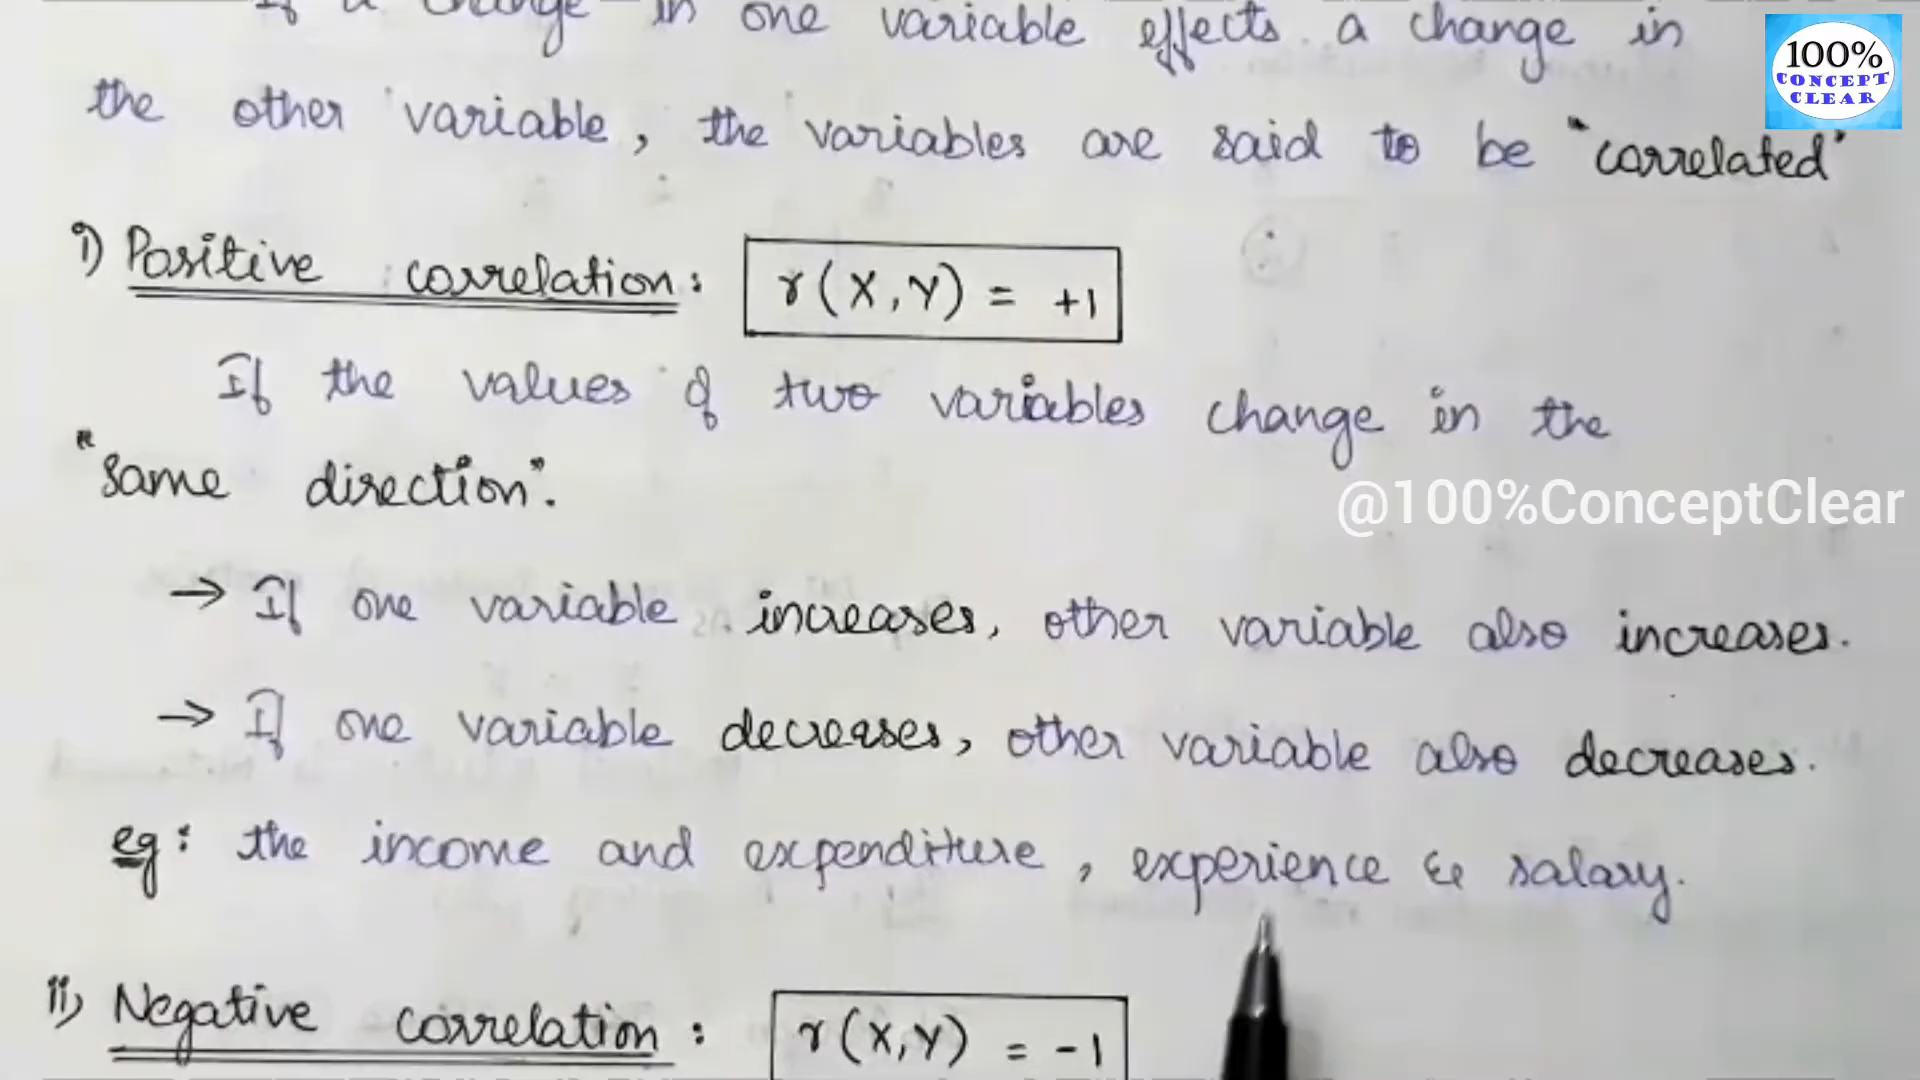 If a change in one variable effects a change in
the other variable, the variables are said to be "correlated"
i) Positive correlation: r(X,Y) = +1
If the values of two variables change in the
"same direction".
→ If one variable increases, other variable also increases.
→ If one variable decreases, other variable also decreases.
eg: the income and expenditure, experience & salary.
ii) Negative correlation: r(X,Y) = -1
100%
CONCEPT
CLEAR
@100%ConceptClear